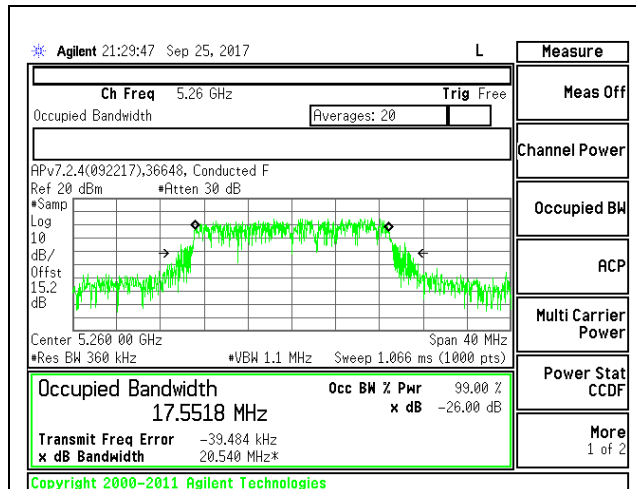 Agilent 21:29:47 Sep 25, 2017 L
Measure
Ch Freq 5.26 GHz Trig Free
Meas Off
Occupied Bandwidth Averages: 20
Channel Power
APv7.2.4(092217),36648, Conducted F
Ref 20 dBm #Atten 30 dB
#Samp
Log
10
dB/
Offst
15.2
dB
Occupied BW
ACP
Multi Carrier
Power
Center 5.260 00 GHz Span 40 MHz
#Res BW 360 kHz #VBW 1.1 MHz Sweep 1.066 ms (1000 pts)
Occupied Bandwidth Occ BW % Pwr 99.00 %
17.5518 MHz x dB -26.00 dB
Power Stat
CCDF
Transmit Freq Error -39.484 kHz
x dB Bandwidth 20.540 MHz*
More
1 of 2
Copyright 2000-2011 Agilent Technologies